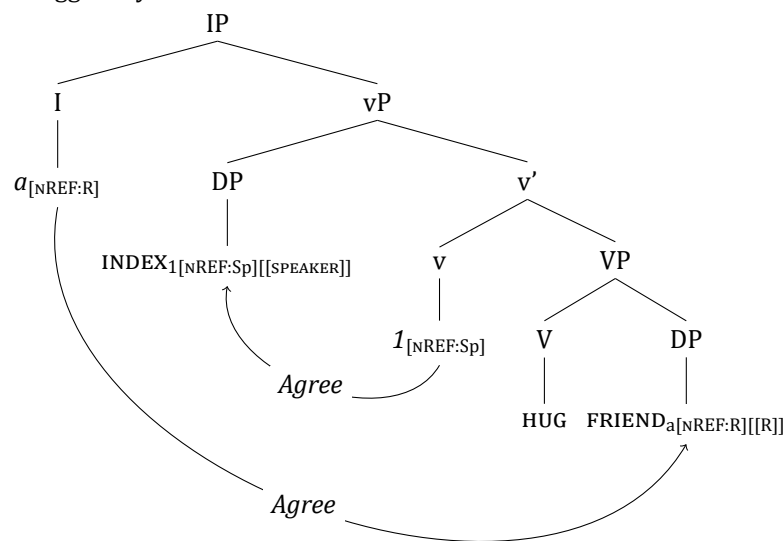 IP
I vP
a[NREF:R] DP v'
INDEX1[NREF:Sp][[SPEAKER]] v VP
1[NREF:Sp] V DP
Agree
HUG FRIENDa[NREF:R][[R]]
Agree